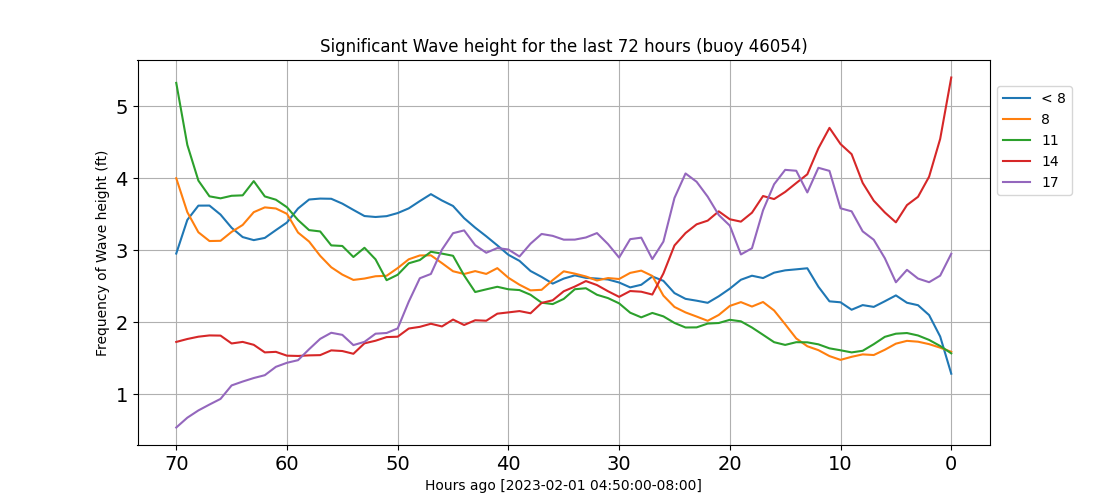 Significant Wave height for the last 72 hours (buoy 46054)
Frequency of Wave height (ft)
5
4
3
2
1
70 60 50 40 30 20 10 0
Hours ago [2023-02-01 04:50:00-08:00]
< 8
8
11
14
17